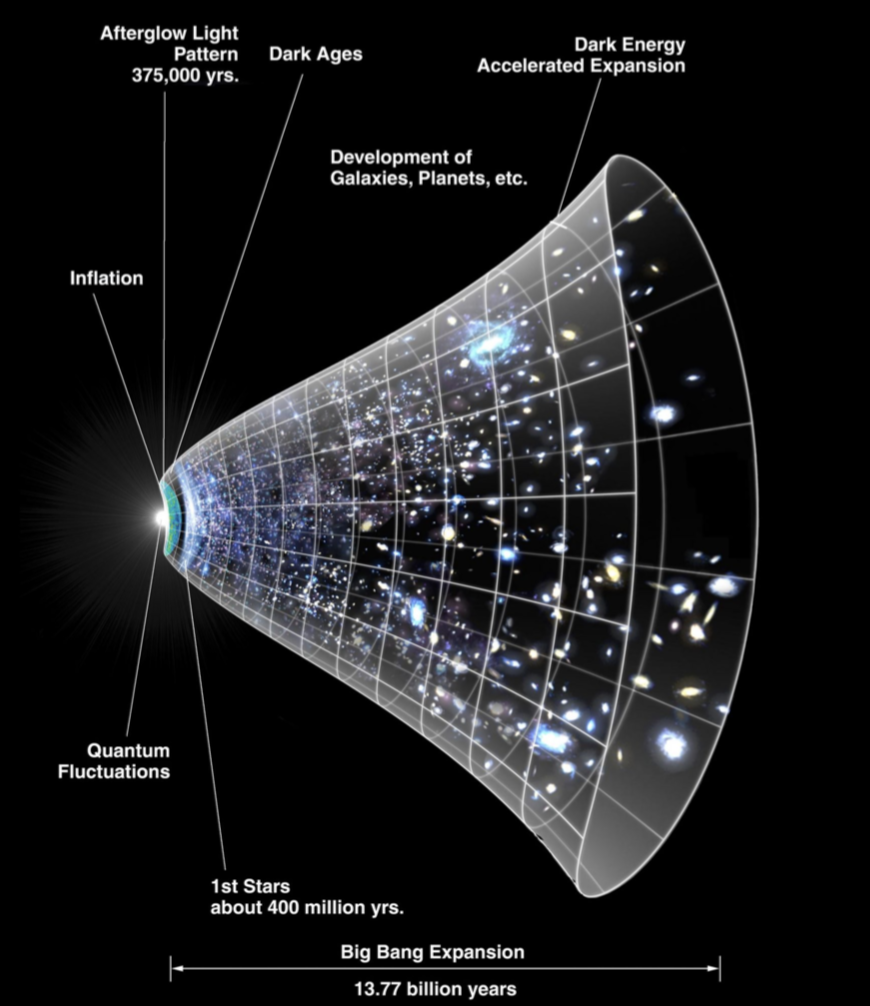 Afterglow Light
Pattern
375,000 yrs.
Dark Ages
Dark Energy
Accelerated Expansion
Development of
Galaxies, Planets, etc.
Inflation
Quantum
Fluctuations
1st Stars
about 400 million yrs.
Big Bang Expansion
13.77 billion years